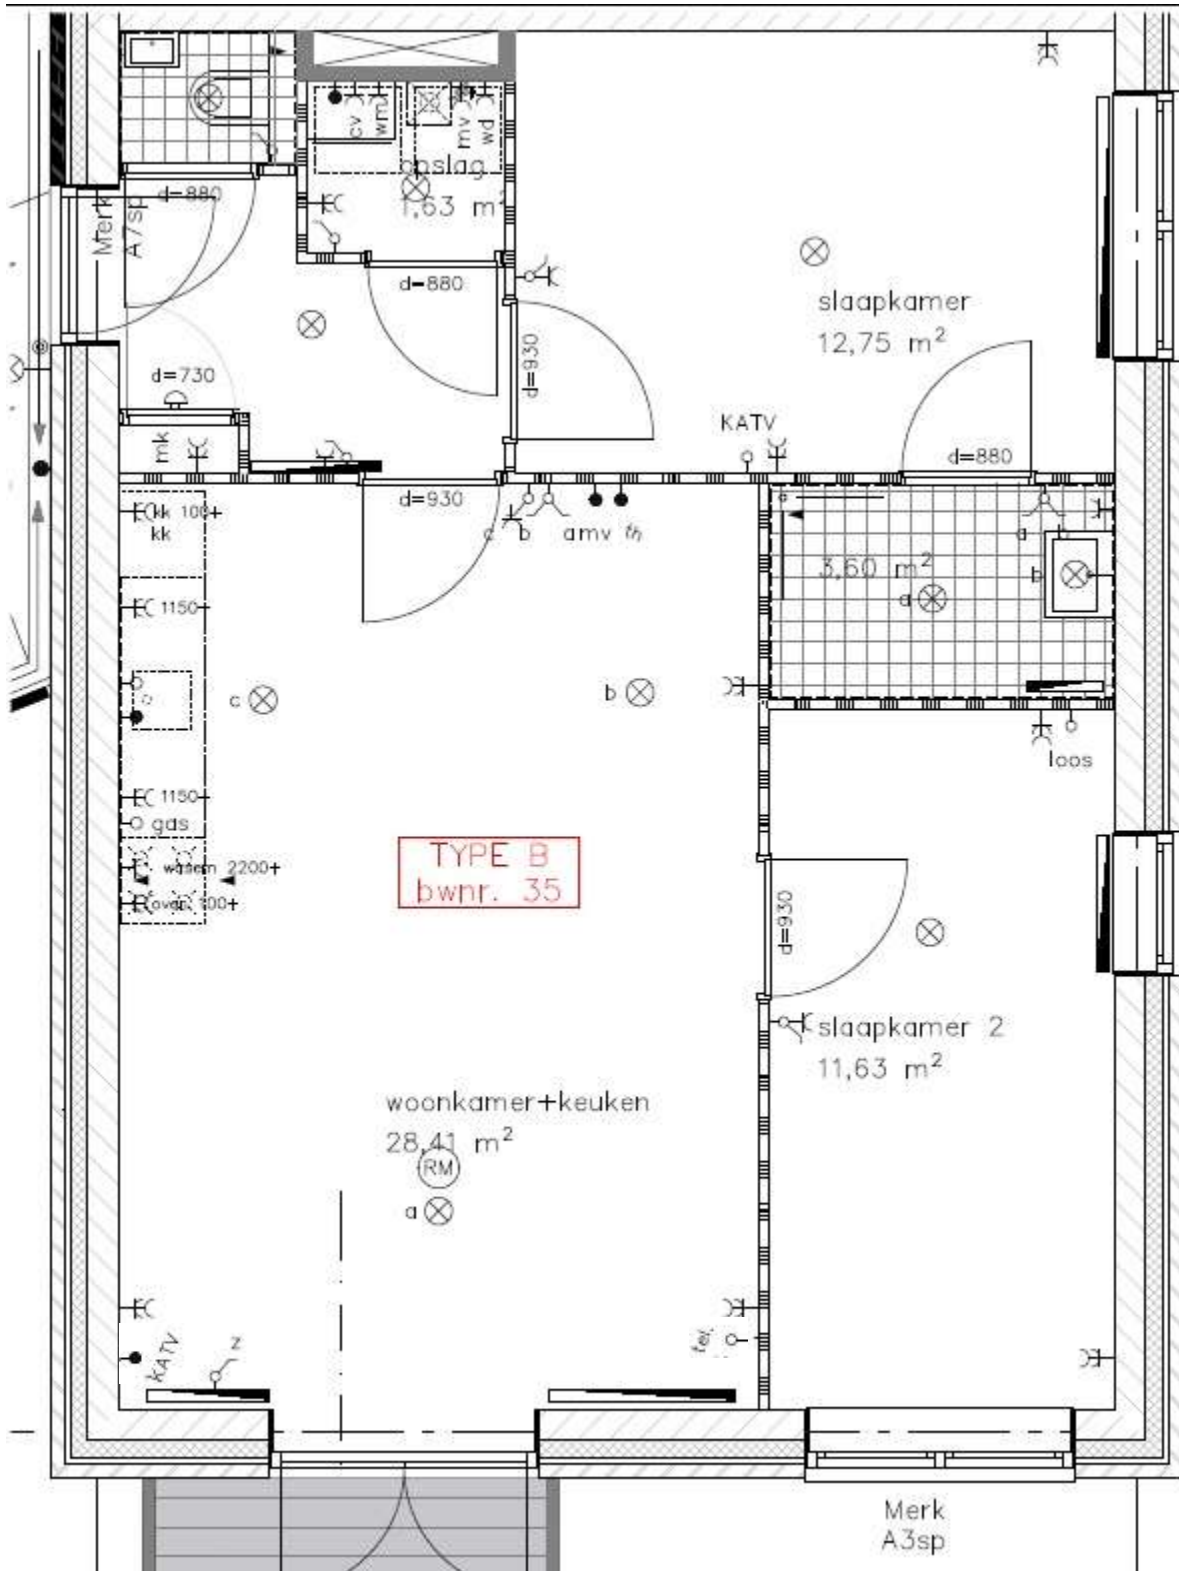 cv
wm
mv
wd
opslag
1,63 m²
d=880
Merk
A7sp
d=880
slaapkamer
12,75 m²
d=930
d=730
mk
KATV
d=880
d=930
kk 100+
kk
c b
amv th
a b
3,60 m²
b
a
1150+
c
b
loos
1150+
gas
wasem 2200+
oven 100+
TYPE B
bwnr. 35
d=930
slaapkamer 2
11,63 m²
woonkamer+keuken
28,41 m²
RM
a
KATV
z
tel.
Merk
A3sp